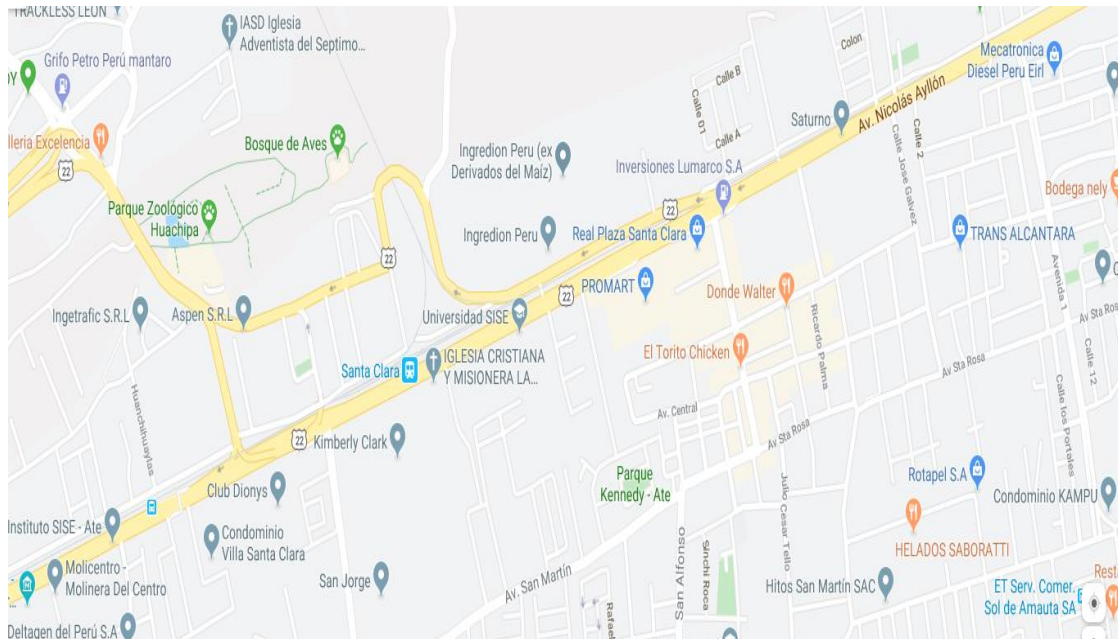 TRACKLESS LEON
IASD Iglesia
Adventista del Septimo...
Grifo Petro Perú mantaro
Colon
Mecatronica
Diesel Peru Eirl
Calle B
Calle 01
Calle A
Saturno
Av. Nicolás Ayllón
Calle 2
Calle Jose Galvez
lleria Excelencia
22
Bosque de Aves
Ingredion Peru (ex
Derivados del Maíz)
Inversiones Lumarco S.A
Bodega nely
Parque Zoológico
Huachipa
22
Ingredion Peru
Real Plaza Santa Clara
TRANS ALCANTARA
22
PROMART
Donde Walter
Avenida 1
22
Ingetrafic S.R.L
Aspen S.R.L
Universidad SISE
Ricardo Palma
Av Sta Rosa
El Torito Chicken
IGLESIA CRISTIANA
Y MISIONERA LA...
Santa Clara
Av Sta Rosa
Calle 12
Huanchihuaylas
Av. Central
Av Sta Rosa
Calle los Portales
22
Kimberly Clark
Parque
Kennedy - Ate
Rotapel S.A
Julio Cesar Tello
Club Dionys
Condominio KAMPU
Instituto SISE - Ate
Condominio
Villa Santa Clara
HELADOS SABORATTI
San Alfonso
Sinchi Roca
Molicentro -
Molinera Del Centro
San Jorge
Av. San Martín
Hitos San Martín SAC
ET Serv. Comer.
Sol de Amauta SA
Rest
Rafae
Deltagen del Perú S.A